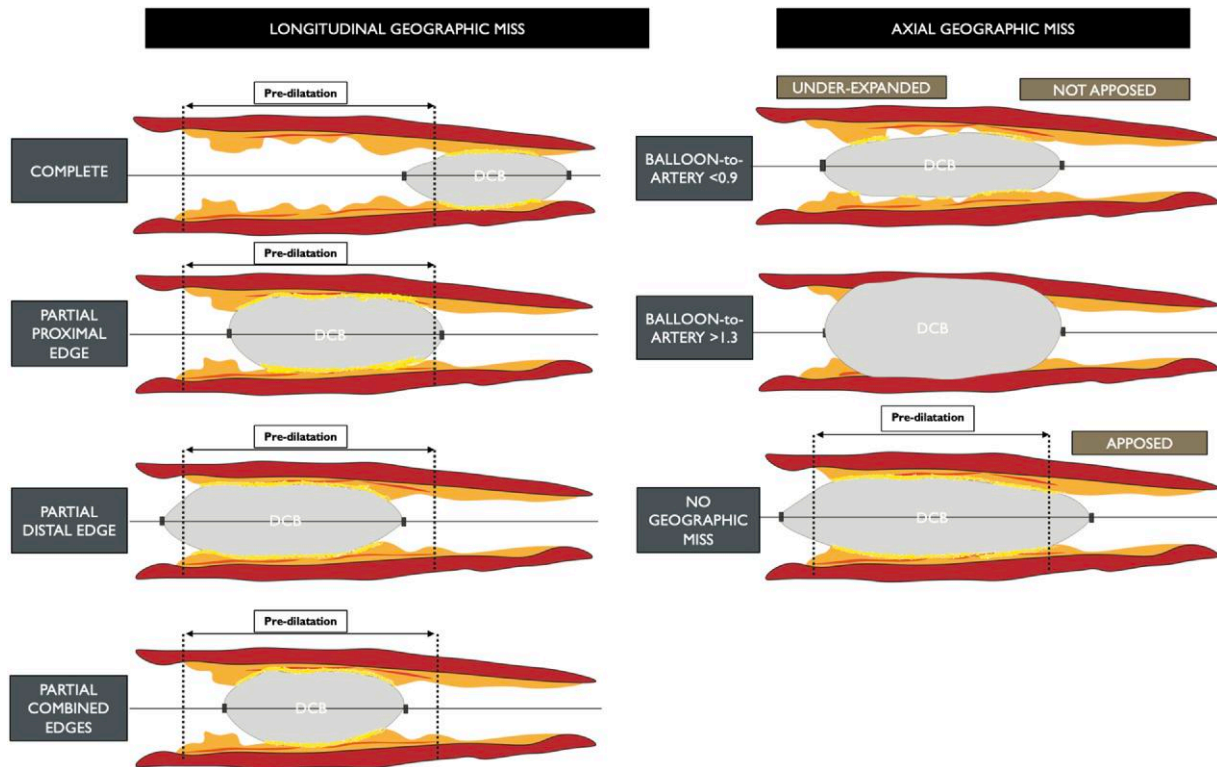 LONGITUDINAL GEOGRAPHIC MISS
Pre-dilatation
COMPLETE
DCB
Pre-dilatation
PARTIAL
PROXIMAL
EDGE
DCB
Pre-dilatation
PARTIAL
DISTAL EDGE
DCB
Pre-dilatation
PARTIAL
COMBINED
EDGES
DCB
AXIAL GEOGRAPHIC MISS
UNDER-EXPANDED
NOT APPOSED
BALLOON-to-
ARTERY <0.9
DCB
BALLOON-to-
ARTERY >1.3
DCB
Pre-dilatation
APPOSED
NO
GEOGRAPHIC
MISS
DCB